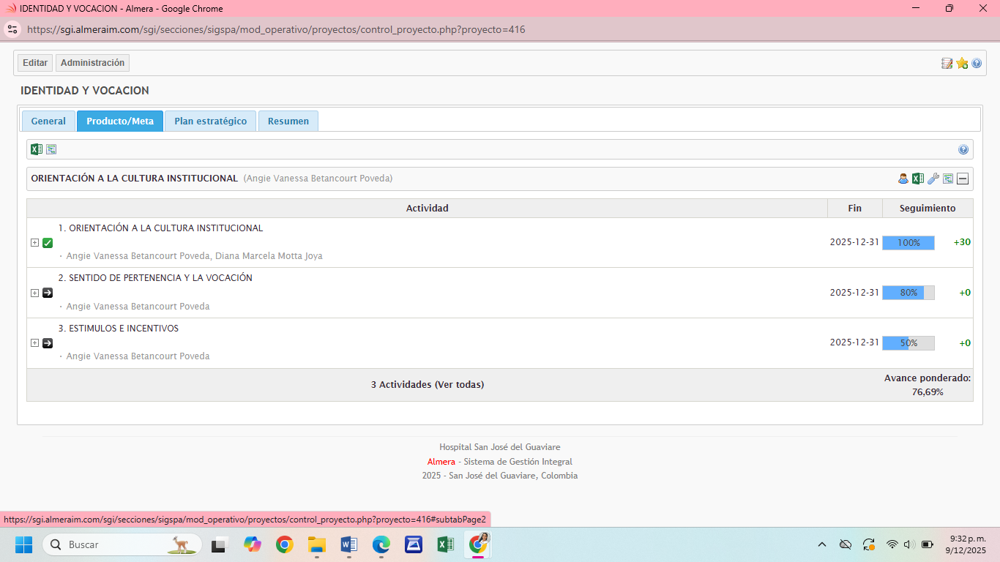 IDENTIDAD Y VOCACION - Almera - Google Chrome
https://sgi.almeraim.com/sgi/secciones/sigspa/mod_operativo/proyectos/control_proyecto.php?proyecto=416
Editar Administración
IDENTIDAD Y VOCACION
General Producto/Meta Plan estratégico Resumen
ORIENTACIÓN A LA CULTURA INSTITUCIONAL (Angie Vanessa Betancourt Poveda)
Actividad Fin Seguimiento
1. ORIENTACIÓN A LA CULTURA INSTITUCIONAL
2025-12-31 100% +30
· Angie Vanessa Betancourt Poveda, Diana Marcela Motta Joya
2. SENTIDO DE PERTENENCIA Y LA VOCACIÓN
2025-12-31 80% +0
· Angie Vanessa Betancourt Poveda
3. ESTIMULOS E INCENTIVOS
2025-12-31 50% +0
· Angie Vanessa Betancourt Poveda
3 Actividades (Ver todas)
Avance ponderado:
76,69%
Hospital San José del Guaviare
Almera - Sistema de Gestión Integral
2025 - San José del Guaviare, Colombia
https://sgi.almeraim.com/sgi/secciones/sigspa/mod_operativo/proyectos/control_proyecto.php?proyecto=416#subtabPage2
Buscar
9:32 p. m.
9/12/2025